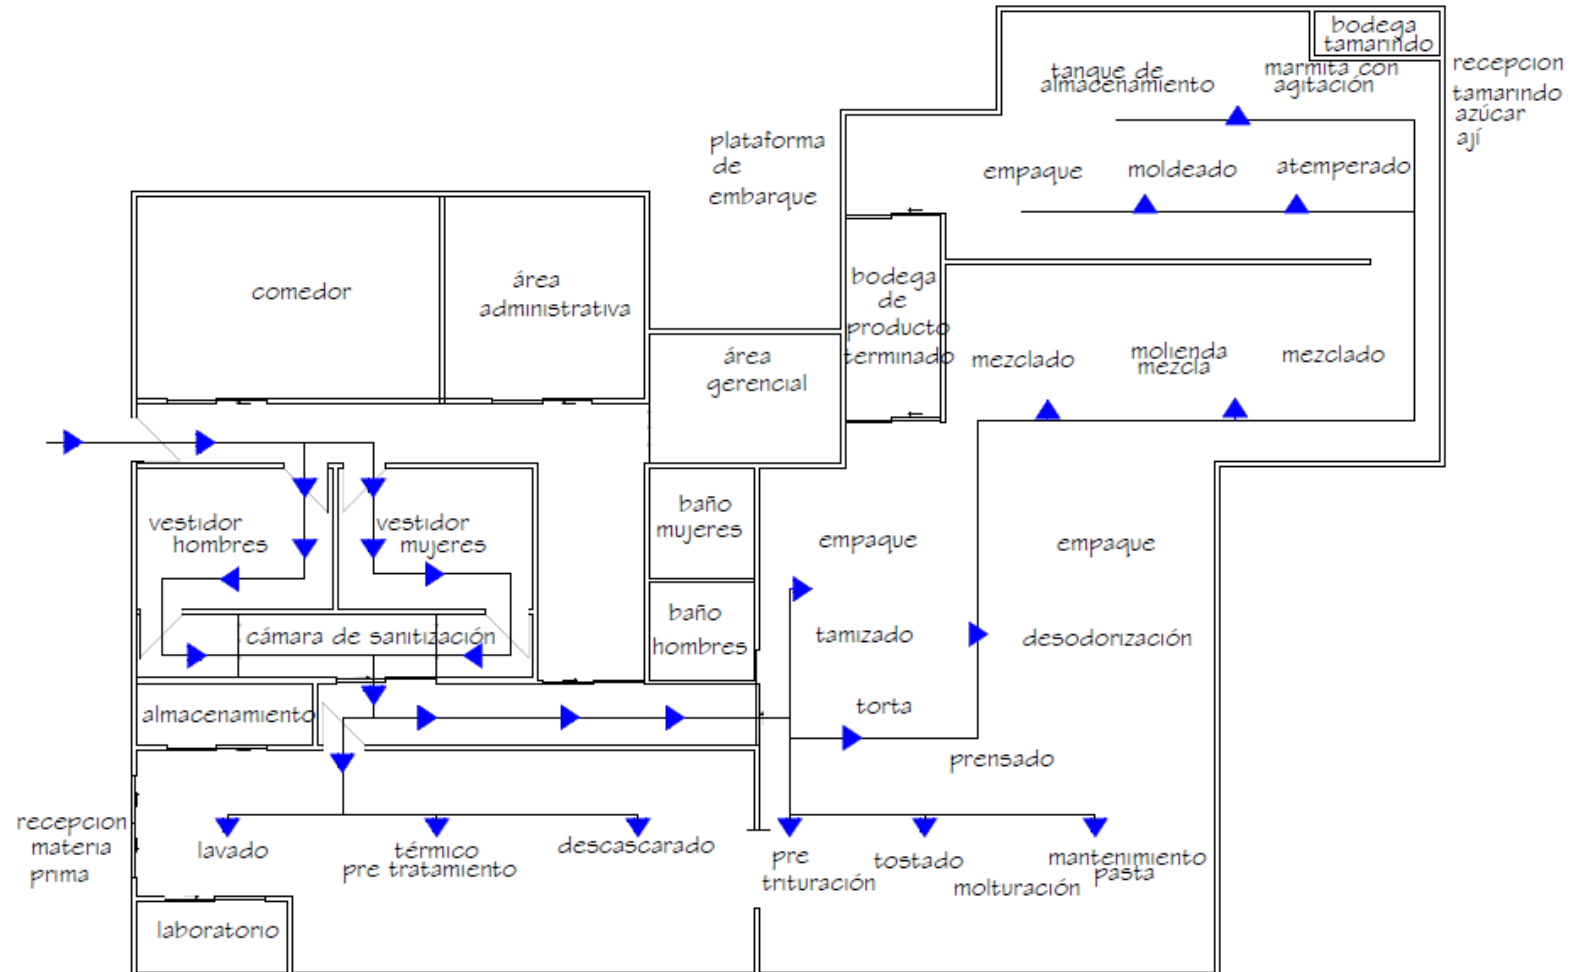 bodega
tamarindo
recepcion
tamarindo
azúcar
ají
tanque de
almacenamiento
marmita con
agitación
plataforma
de
embarque
empaque
moldeado
atemperado
comedor
área
administrativa
bodega
de
producto
terminado
área
gerencial
mezclado
molienda
mezcla
mezclado
vestidor
hombres
vestidor
mujeres
baño
mujeres
empaque
empaque
cámara de sanitización
baño
hombres
tamizado
desodorización
almacenamiento
torta
prensado
recepcion
materia
prima
lavado
térmico
pre tratamiento
descascarado
pre
trituración
tostado
molturación
mantenimiento
pasta
laboratorio